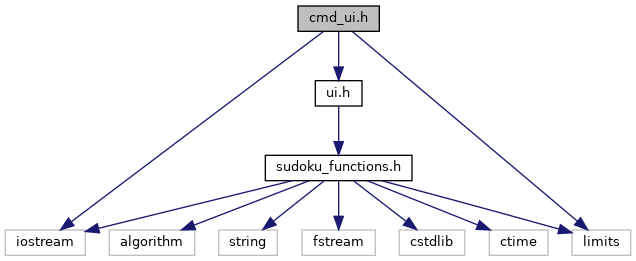 cmd_ui.h
ui.h
sudoku_functions.h
iostream
algorithm
string
fstream
cstdlib
ctime
limits